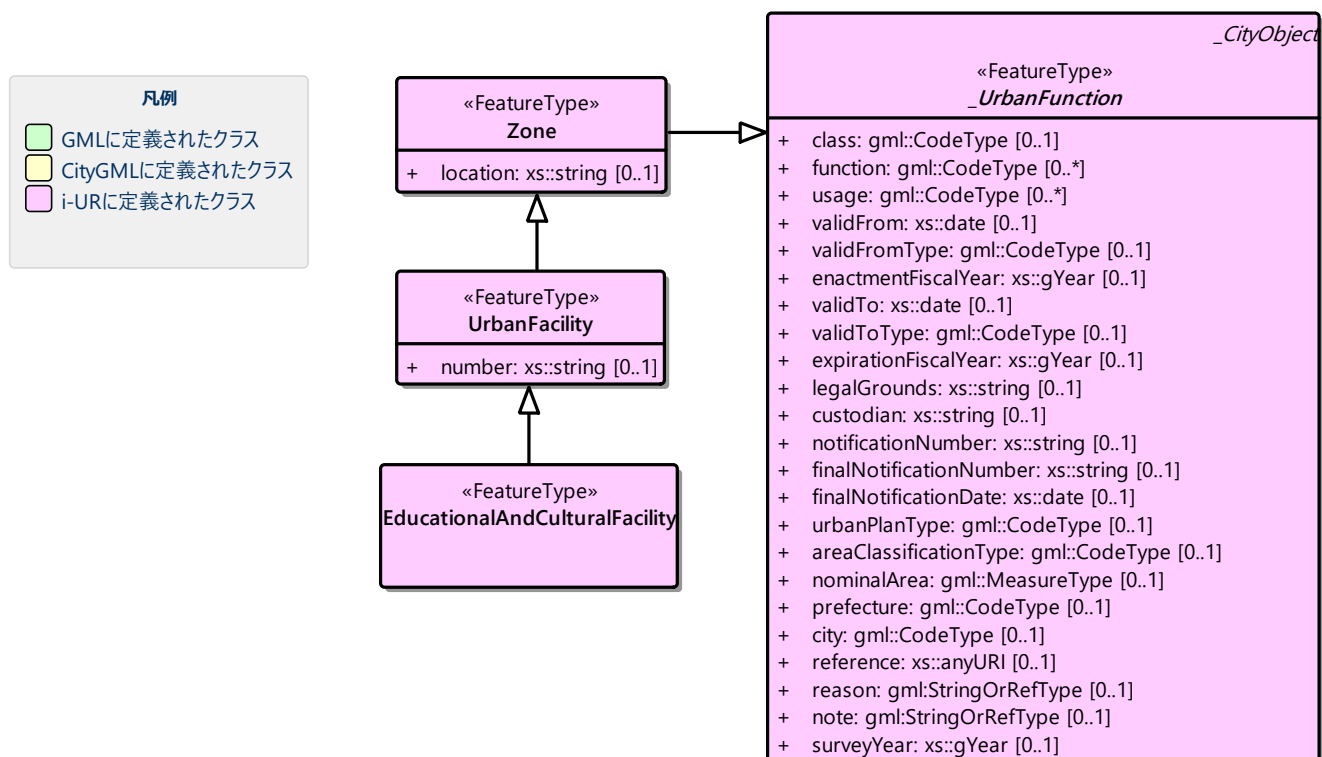 凡例
GMLに定義されたクラス
CityGMLに定義されたクラス
i-URに定義されたクラス
«FeatureType»
Zone
+ location: xs::string [0..1]
«FeatureType»
UrbanFacility
+ number: xs::string [0..1]
«FeatureType»
EducationalAndCulturalFacility
_CityObject
«FeatureType»
_UrbanFunction
+ class: gml::CodeType [0..1]
+ function: gml::CodeType [0..*]
+ usage: gml::CodeType [0..*]
+ validFrom: xs::date [0..1]
+ validFromType: gml::CodeType [0..1]
+ enactmentFiscalYear: xs::gYear [0..1]
+ validTo: xs::date [0..1]
+ validToType: gml::CodeType [0..1]
+ expirationFiscalYear: xs::gYear [0..1]
+ legalGrounds: xs::string [0..1]
+ custodian: xs::string [0..1]
+ notificationNumber: xs::string [0..1]
+ finalNotificationNumber: xs::string [0..1]
+ finalNotificationDate: xs::date [0..1]
+ urbanPlanType: gml::CodeType [0..1]
+ areaClassificationType: gml::CodeType [0..1]
+ nominalArea: gml::MeasureType [0..1]
+ prefecture: gml::CodeType [0..1]
+ city: gml::CodeType [0..1]
+ reference: xs::anyURI [0..1]
+ reason: gml:StringOrRefType [0..1]
+ note: gml:StringOrRefType [0..1]
+ surveyYear: xs::gYear [0..1]